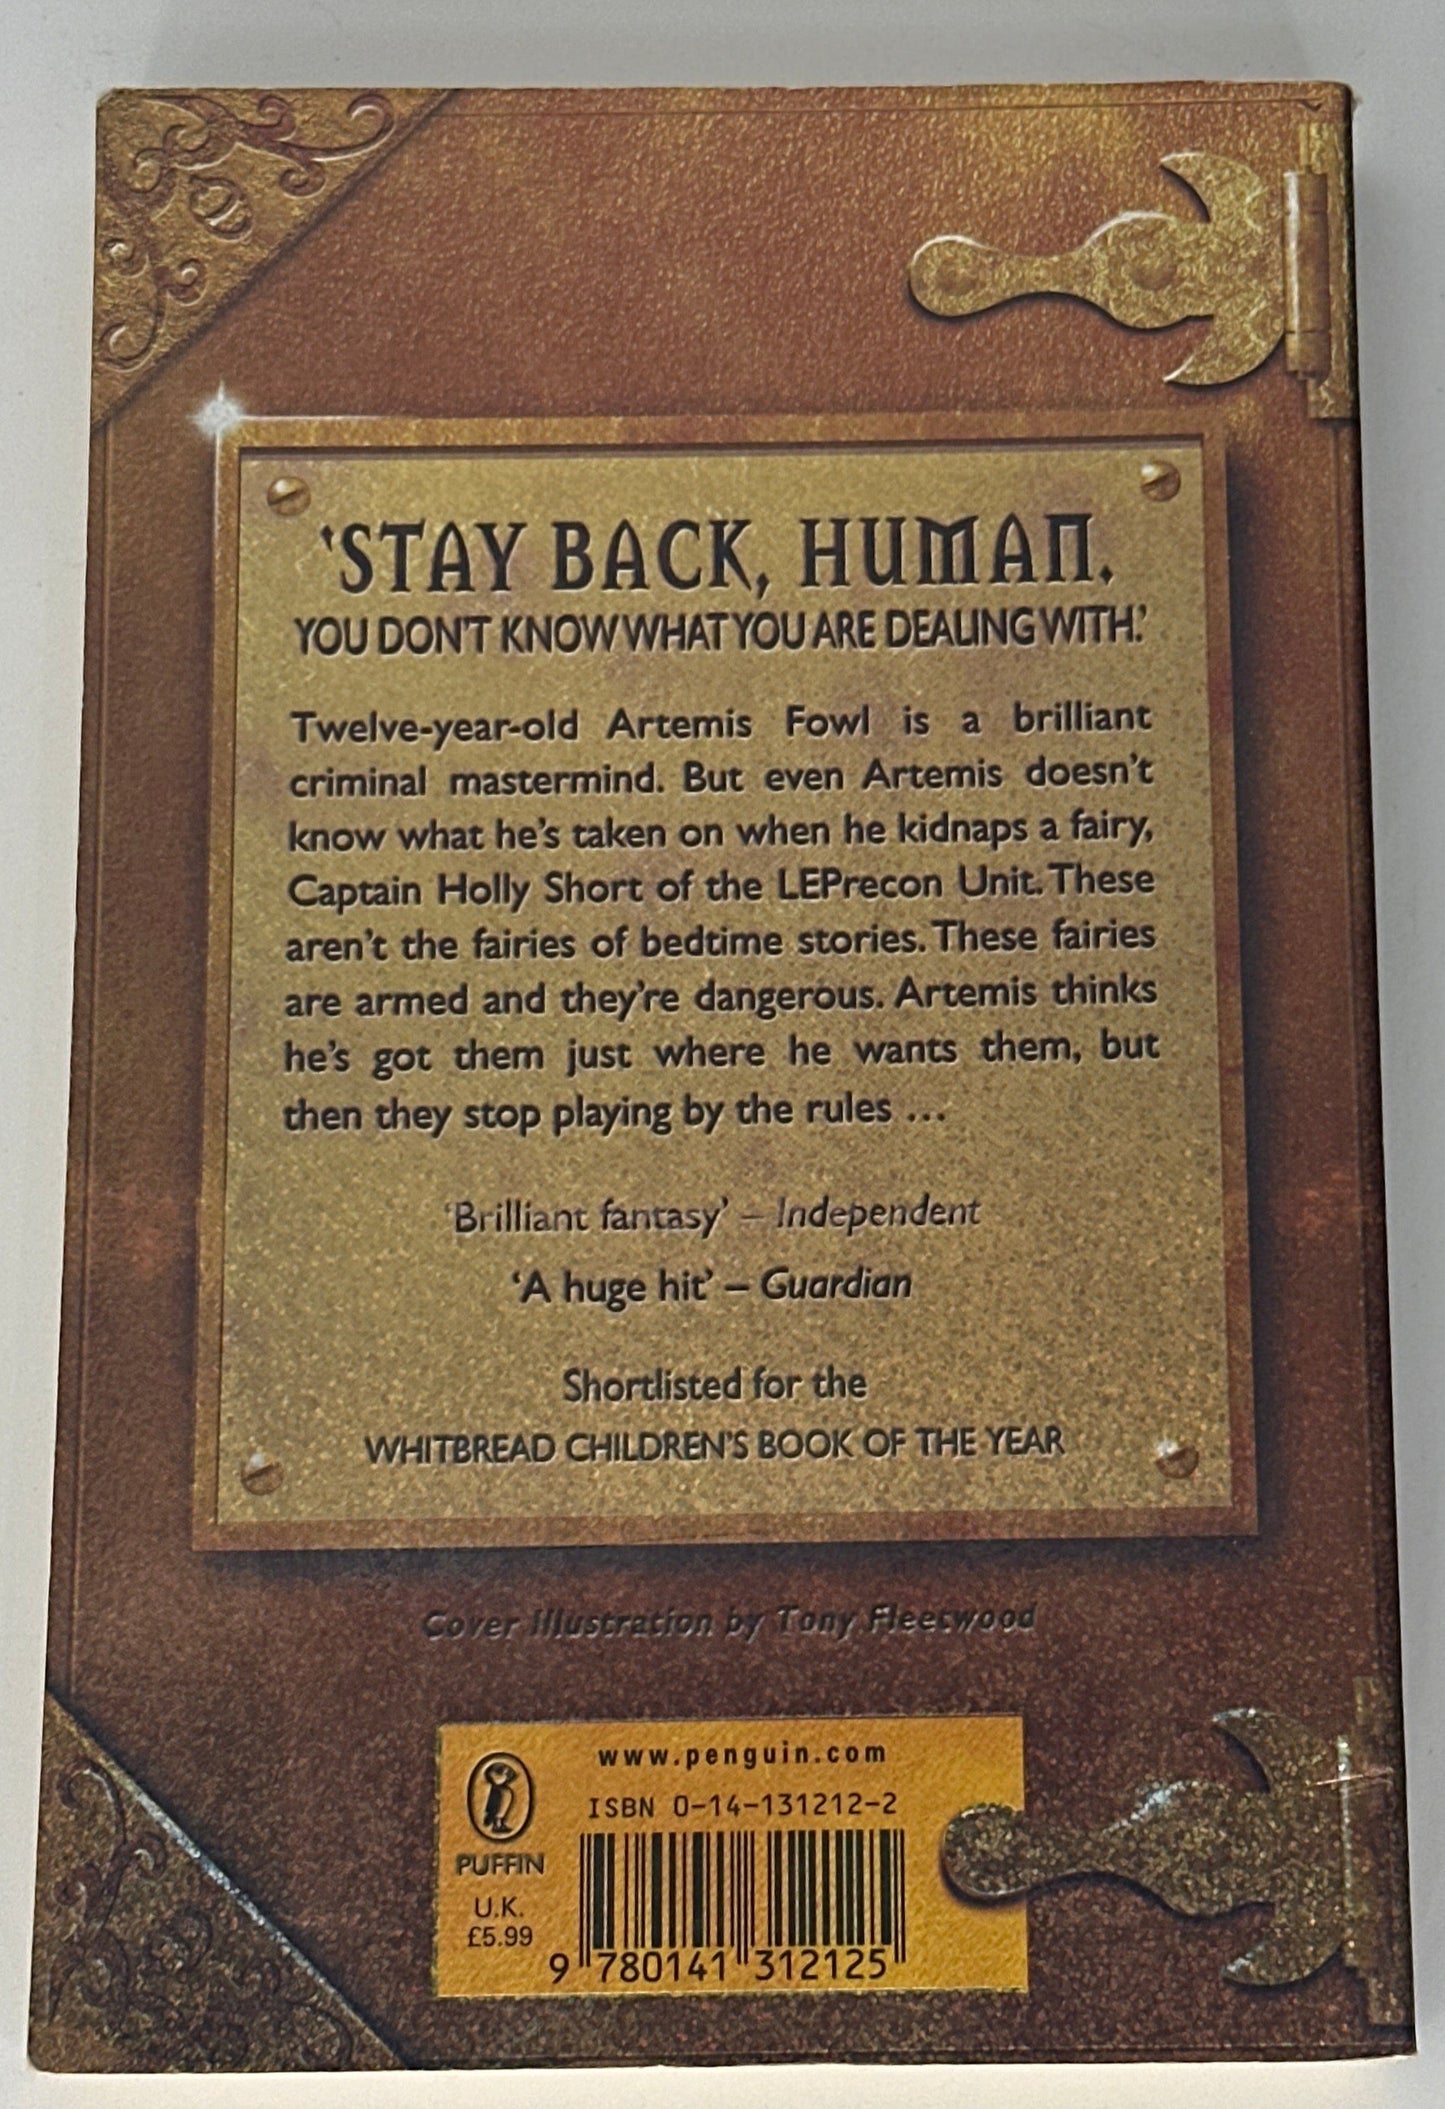 ‘STAY BACK, HUMAN.
YOU DON’T KNOW WHAT YOU ARE DEALING WITH.’
Twelve-year-old Artemis Fowl is a brilliant
criminal mastermind. But even Artemis doesn’t
know what he’s taken on when he kidnaps a fairy,
Captain Holly Short of the LEPrecon Unit. These
aren’t the fairies of bedtime stories. These fairies
are armed and they’re dangerous. Artemis thinks
he’s got them just where he wants them, but
then they stop playing by the rules …
‘Brilliant fantasy’ – Independent
‘A huge hit’ – Guardian
Shortlisted for the
WHITBREAD CHILDREN’S BOOK OF THE YEAR
Cover Illustration by Tony Fleetwood
www.penguin.com
ISBN 0-14-131212-2
PUFFIN
U.K.
£5.99
9 780141 312125